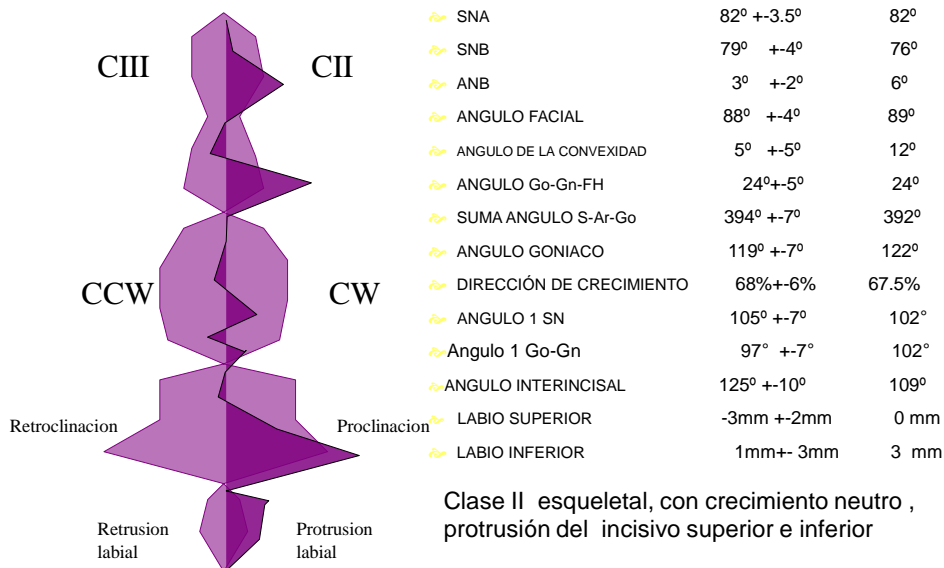 CIII CII
CCW CW
Retroclinacion Proclinacion
Retrusion labial
Protrusion labial
SNA 82º +-3.5º 82º
SNB 79º +-4º 76º
ANB 3º +-2º 6º
ANGULO FACIAL 88º +-4º 89º
ANGULO DE LA CONVEXIDAD 5º +-5º 12º
ANGULO Go-Gn-FH 24º+-5º 24º
SUMA ANGULO S-Ar-Go 394º +-7º 392º
ANGULO GONIACO 119º +-7º 122º
DIRECCIÓN DE CRECIMIENTO 68%+-6% 67.5%
ANGULO 1 SN 105º +-7º 102°
Angulo 1 Go-Gn 97° +-7° 102°
ANGULO INTERINCISAL 125º +-10º 109º
LABIO SUPERIOR -3mm +-2mm 0 mm
LABIO INFERIOR 1mm+- 3mm 3 mm
Clase II esqueletal, con crecimiento neutro ,
protrusión del incisivo superior e inferior